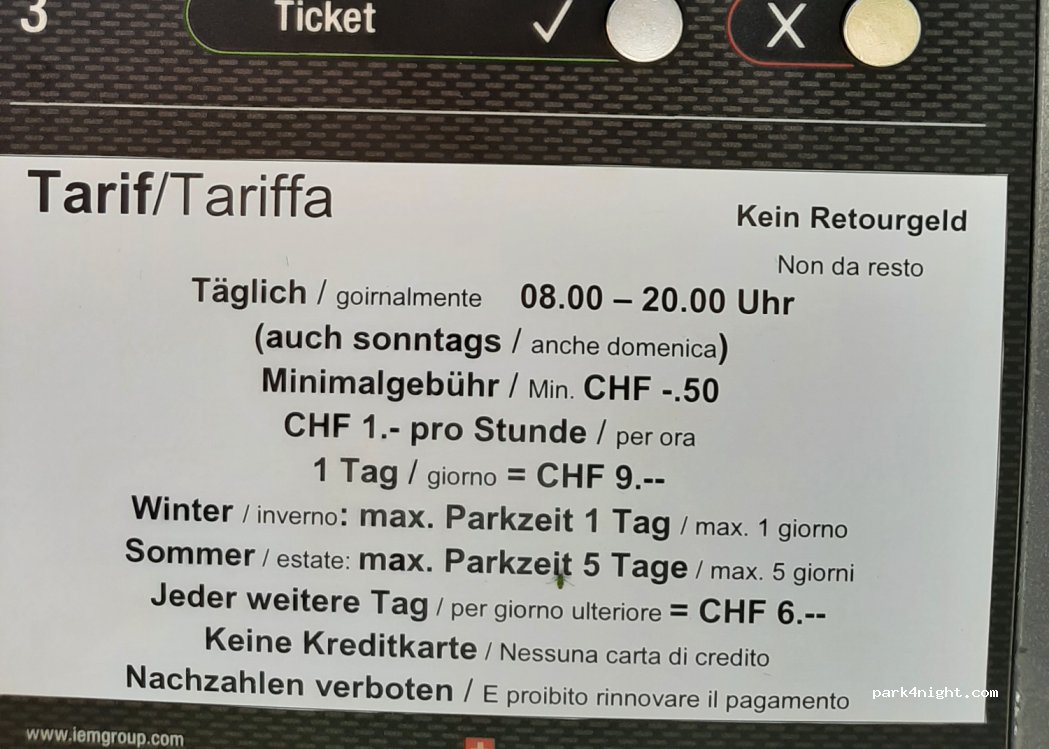 3 Ticket ✓ X
Tarif/Tariffa
Kein Retourgeld
Non da resto
Täglich / goirnalmente 08.00 – 20.00 Uhr
(auch sonntags / anche domenica)
Minimalgebühr / Min. CHF -.50
CHF 1.- pro Stunde / per ora
1 Tag / giorno = CHF 9.--
Winter / inverno: max. Parkzeit 1 Tag / max. 1 giorno
Sommer / estate: max. Parkzeit 5 Tage / max. 5 giorni
Jeder weitere Tag / per giorno ulteriore = CHF 6.--
Keine Kreditkarte / Nessuna carta di credito
Nachzahlen verboten / E proibito rinnovare il pagamento
park4night.com
www.iemgroup.com